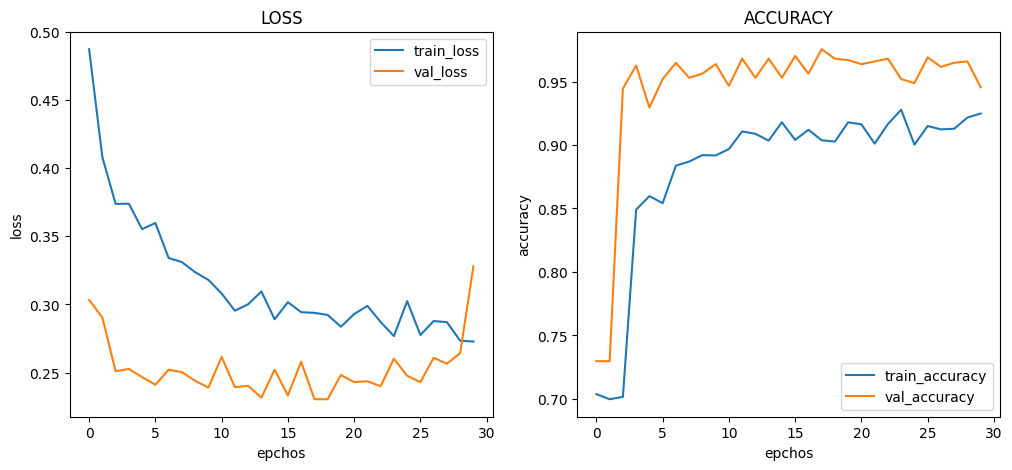 LOSS
0.50
0.45
0.40
0.35
0.30
0.25
loss
0 5 10 15 20 25 30
epchos
train_loss
val_loss
ACCURACY
0.95
0.90
0.85
0.80
0.75
0.70
accuracy
0 5 10 15 20 25 30
epchos
train_accuracy
val_accuracy